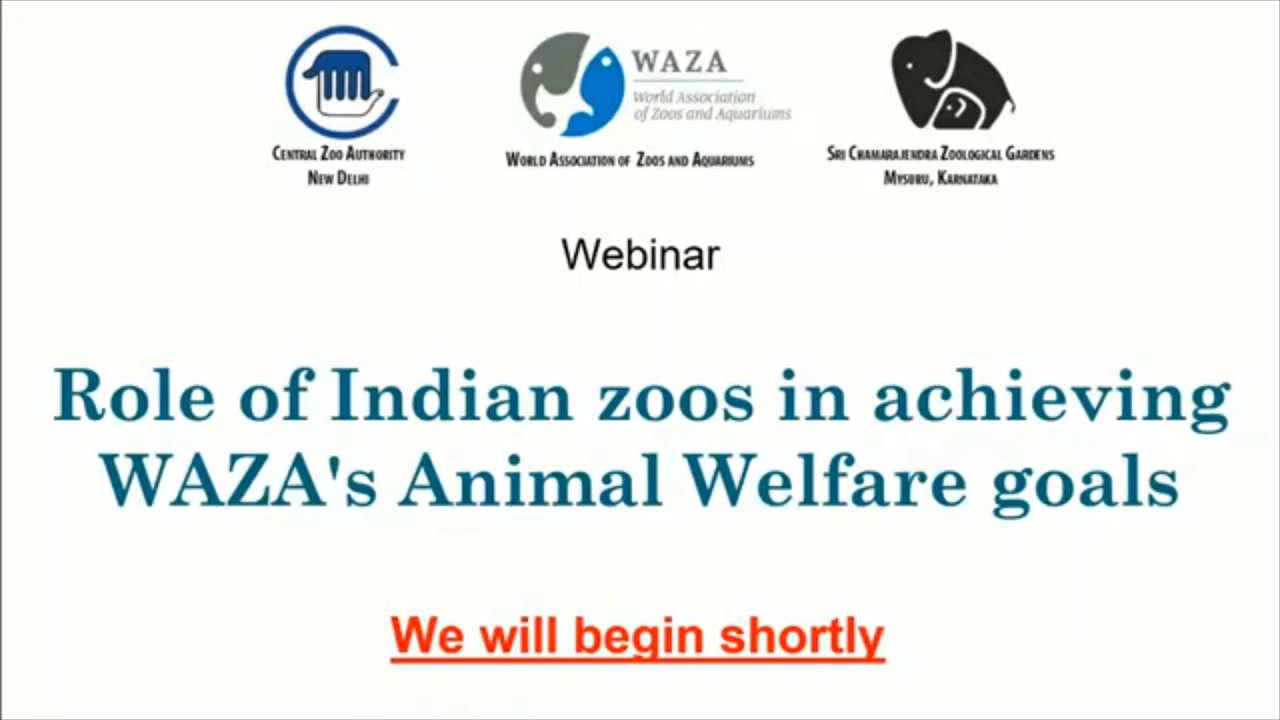 WAZA
World Association
of Zoos and Aquariums
CENTRAL ZOO AUTHORITY
NEW DELHI
WORLD ASSOCIATION OF ZOOS AND AQUARIUMS
SRI CHAMARAJENDRA ZOOLOGICAL GARDENS
MYSURU, KARNATAKA
Webinar
Role of Indian zoos in achieving
WAZA's Animal Welfare goals
We will begin shortly